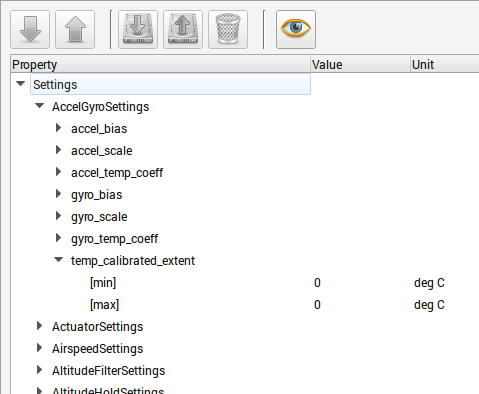 Property Value Unit
Settings
AccelGyroSettings
accel_bias
accel_scale
accel_temp_coeff
gyro_bias
gyro_scale
gyro_temp_coeff
temp_calibrated_extent
[min] 0 deg C
[max] 0 deg C
ActuatorSettings
AirspeedSettings
AltitudeFilterSettings
AltitudeHoldSettings